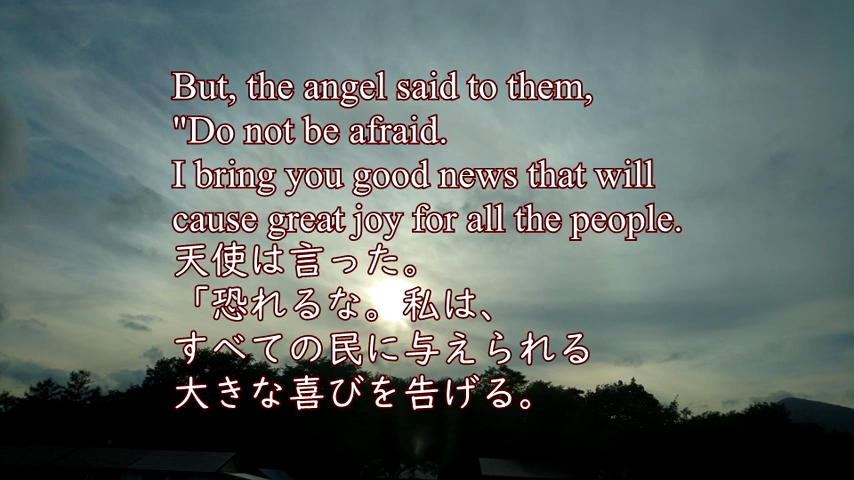 But, the angel said to them,
"Do not be afraid.
I bring you good news that will
cause great joy for all the people.
天使は言った。
「恐れるな。私は、
すべての民に与えられる
大きな喜びを告げる。